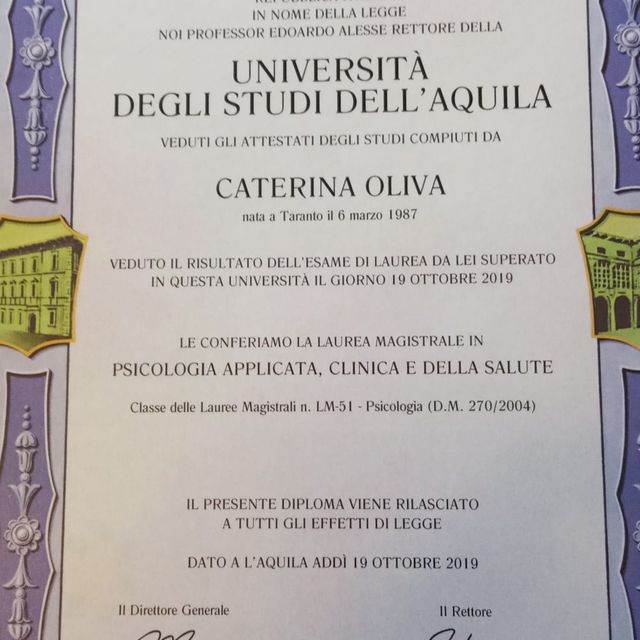 IN NOME DELLA LEGGE
NOI PROFESSOR EDOARDO ALESSE RETTORE DELLA
UNIVERSITÀ
DEGLI STUDI DELL'AQUILA
VEDUTI GLI ATTESTATI DEGLI STUDI COMPIUTI DA
CATERINA OLIVA
nata a Taranto il 6 marzo 1987
VEDUTO IL RISULTATO DELL'ESAME DI LAUREA DA LEI SUPERATO
IN QUESTA UNIVERSITÀ IL GIORNO 19 OTTOBRE 2019
LE CONFERIAMO LA LAUREA MAGISTRALE IN
PSICOLOGIA APPLICATA, CLINICA E DELLA SALUTE
Classe delle Lauree Magistrali n. LM-51 - Psicologia (D.M. 270/2004)
IL PRESENTE DIPLOMA VIENE RILASCIATO
A TUTTI GLI EFFETTI DI LEGGE
DATO A L'AQUILA ADDÌ 19 OTTOBRE 2019
Il Direttore Generale
Il Rettore